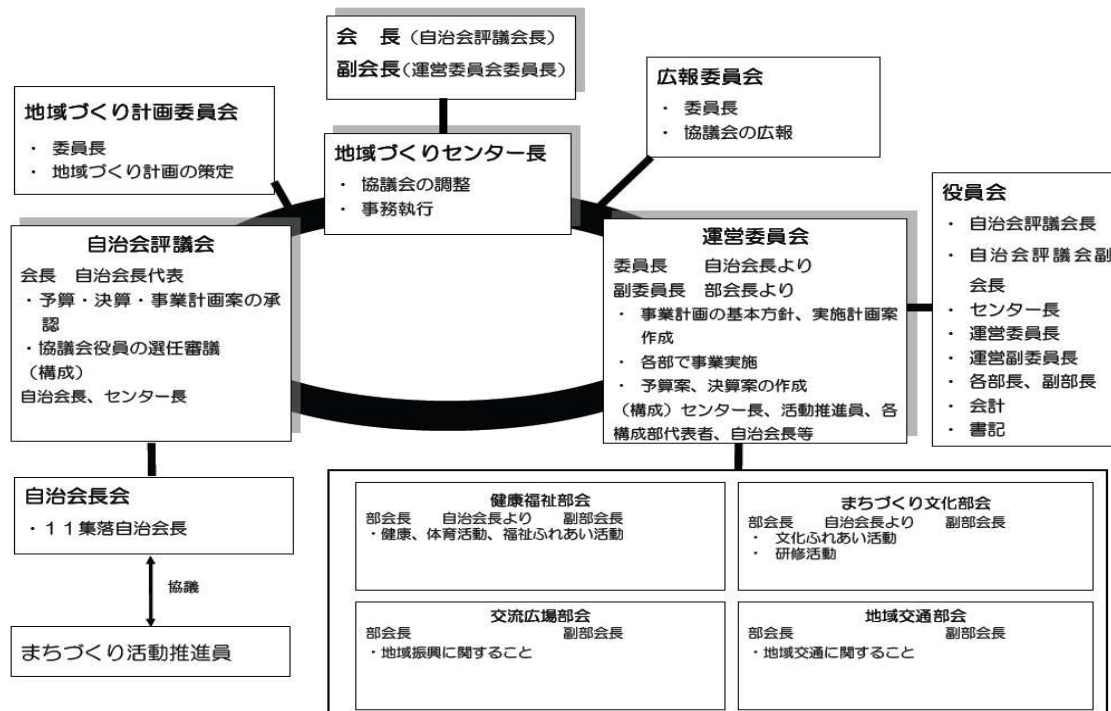 会　長（自治会評議会長）
副会長（運営委員会委員長）
地域づくり計画委員会
・ 委員長
・ 地域づくり計画の策定
地域づくりセンター長
・ 協議会の調整
・ 事務執行
広報委員会
・ 委員長
・ 協議会の広報
自治会評議会
会長　自治会長代表
・予算・決算・事業計画案の承
認
・協議会役員の選任審議
（構成）
自治会長、センター長
運営委員会
委員長　　自治会長より
副委員長　部会長より
・ 事業計画の基本方針、実施計画案
作成
・ 各部で事業実施
・ 予算案、決算案の作成
（構成）センター長、活動推進員、各
構成部代表者、自治会長等
役員会
・ 自治会評議会長
・ 自治会評議会副
会長
・ センター長
・ 運営委員長
・ 運営副委員長
・ 各部長、副部長
・ 会計
・ 書記
自治会長会
・１１集落自治会長
協議
まちづくり活動推進員
健康福祉部会
部会長　　自治会長より　　副部会長
・健康、体育活動、福祉ふれあい活動
まちづくり文化部会
部会長　　自治会長より　　副部会長
・ 文化ふれあい活動
・ 研修活動
交流広場部会
部会長　　　　　　　　　　副部会長
・地域振興に関すること
地域交通部会
部会長　　　　　　　　　　副部会長
・地域交通に関すること